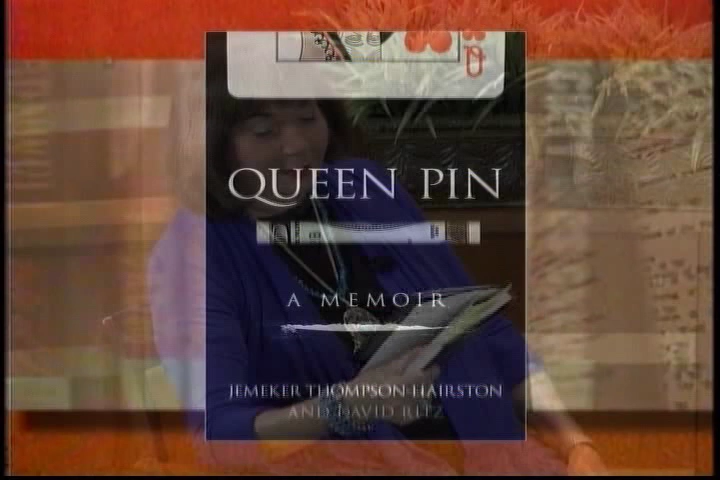 Q
QUEEN PIN
A MEMOIR
JEMEKER THOMPSON-HAIRSTON
AND DAVID RITZ